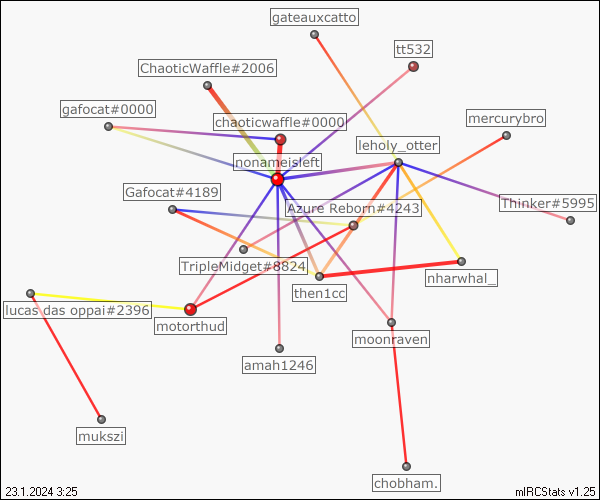 gateauxcatto
tt532
ChaoticWaffle#2006
gafocat#0000
chaoticwaffle#0000
mercurybro
leholy_otter
nonameisleft
Gafocat#4189
Azure Reborn#4243
Thinker#5995
TripleMidget#8824
nharwhal_
then1cc
lucas das oppai#2396
motorthud
moonraven
amah1246
mukszi
chobham.
23.1.2024 3:25
mIRCStats v1.25